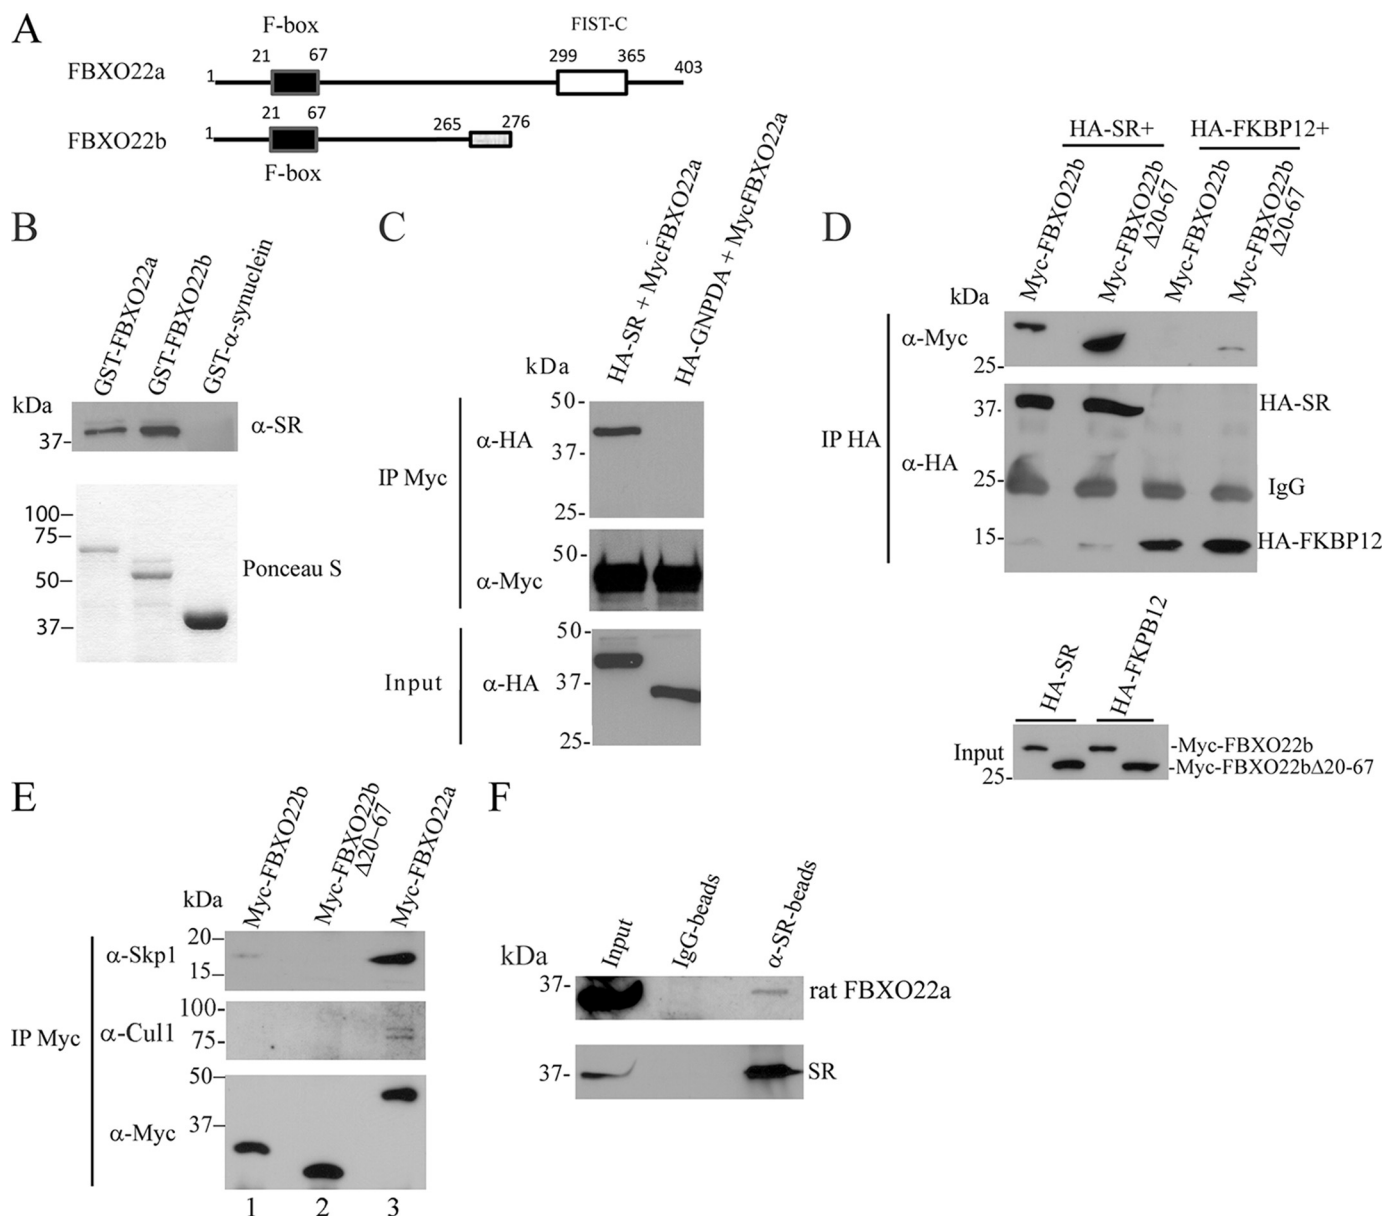 A
F-box
FIST-C
21 67 299 365
FBXO22a 1 403
21 67
265 276
FBXO22b 1
F-box
B
GST-FBXO22a
GST-FBXO22b
GST-α-synuclein
kDa
37–
α-SR
100–
75–
50–
37–
Ponceau S
C
HA-SR + MycFBXO22a
HA-GNPDA + MycFBXO22a
kDa
IP Myc
α-HA
50-
37-
25-
α-Myc
50-
Input
α-HA
50-
37-
25-
D
HA-SR+
HA-FKBP12+
Myc-FBXO22b
Myc-FBXO22b
Δ20-67
Myc-FBXO22b
Myc-FBXO22b
Δ20-67
kDa
IP HA
α-Myc
25-
α-HA
37-
HA-SR
25-
IgG
15-
HA-FKBP12
HA-SR
HA-FKPB12
Input
25-
-Myc-FBXO22b
-Myc-FBXO22bΔ20-67
E
Myc-FBXO22b
Myc-FBXO22b
Δ20–67
Myc-FBXO22a
kDa
IP Myc
α-Skp1
20–
15–
α-Cul1
100-
75-
α-Myc
50–
37–
1 2 3
F
Input
IgG-beads
α-SR-beads
kDa
37-
rat FBXO22a
37-
SR